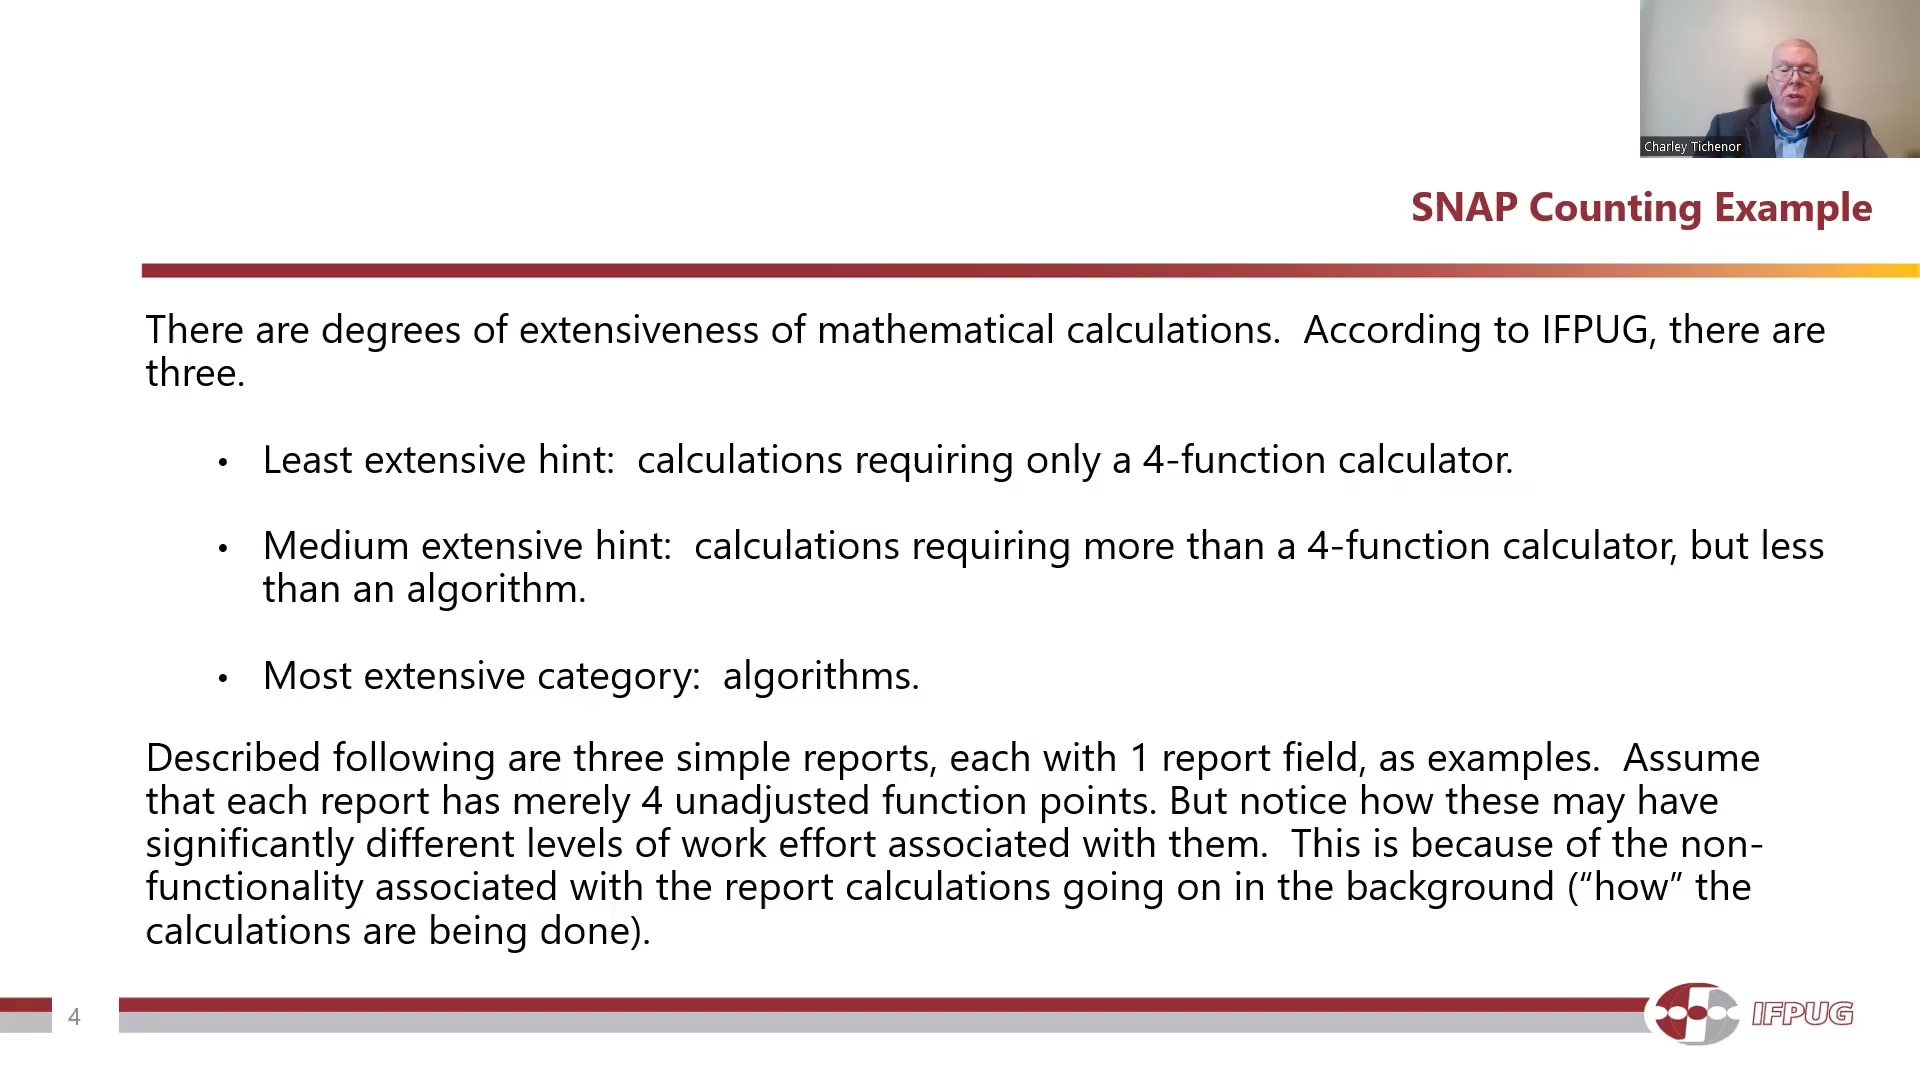 Charley Tichenor
SNAP Counting Example
There are degrees of extensiveness of mathematical calculations.  According to IFPUG, there are
three.
• Least extensive hint:  calculations requiring only a 4-function calculator.
• Medium extensive hint:  calculations requiring more than a 4-function calculator, but less
than an algorithm.
• Most extensive category:  algorithms.
Described following are three simple reports, each with 1 report field, as examples.  Assume
that each report has merely 4 unadjusted function points. But notice how these may have
significantly different levels of work effort associated with them.  This is because of the non-
functionality associated with the report calculations going on in the background (“how” the
calculations are being done).
4
IFPUG